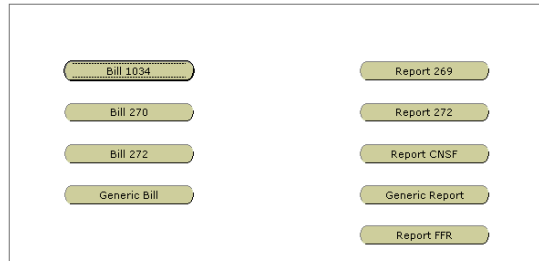 Bill 1034
Report 269
Bill 270
Report 272
Bill 272
Report CNSF
Generic Bill
Generic Report
Report FFR